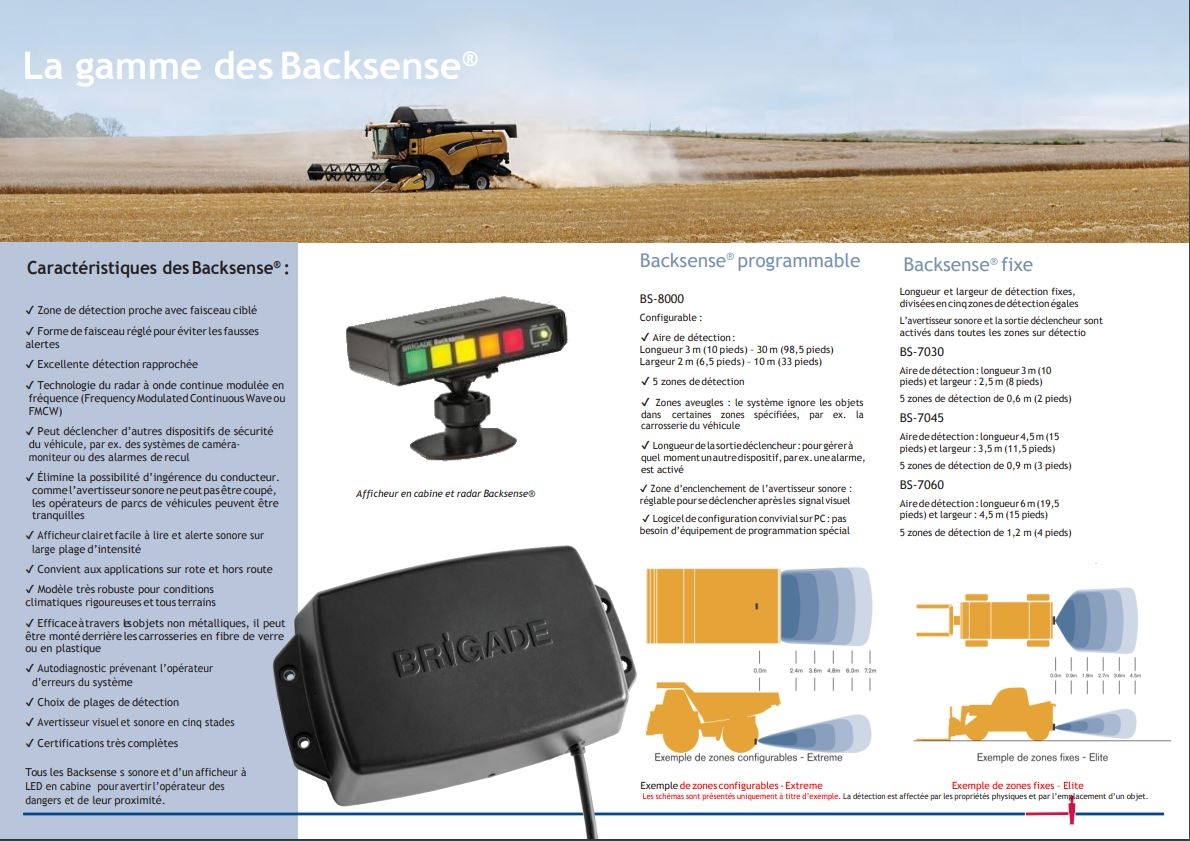 La gamme des Backsense®
Caractéristiques des Backsense® :
✓ Zone de détection proche avec faisceau ciblé
✓ Forme de faisceau réglé pour éviter les fausses
alertes
✓ Excellente détection rapprochée
✓ Technologie du radar à onde continue modulée en
fréquence (Frequency Modulated Continuous Wave ou
FMCW)
✓ Peut déclencher d'autres dispositifs de sécurité
du véhicule, par ex. des systèmes de caméra-
moniteur ou des alarmes de recul
✓ Élimine la possibilité d'ingérence du conducteur.
comme l'avertisseur sonore ne peut pas être coupé,
les opérateurs de parcs de véhicules peuvent être
tranquilles
✓ Afficheur clair et facile à lire et alerte sonore sur
large plage d'intensité
✓ Convient aux applications sur rote et hors route
✓ Modèle très robuste pour conditions
climatiques rigoureuses et tous terrains
✓ Efficace à travers les objets non métalliques, il peut
être monté derrière les carrosseries en fibre de verre
ou en plastique
✓ Autodiagnostic prévenant l'opérateur
d'erreurs du système
✓ Choix de plages de détection
✓ Avertisseur visuel et sonore en cinq stades
✓ Certifications très complètes
Tous les Backsense s sonore et d'un afficheur à
LED en cabinE pour avertir l'opérateur des
dangers et de leur proximité.
BRIGADE Backsense
Afficheur en cabine et radar Backsense®
BRIGADE
Backsense® programmable
BS-8000
Configurable :
✓ Aire de détection :
Longueur 3 m (10 pieds) – 30 m (98,5 pieds)
Largeur 2 m (6,5 pieds) – 10 m (33 pieds)
✓ 5 zones de détection
✓ Zones aveugles : le système ignore les objets
dans certaines zones spécifiées, par ex. la
carrosserie du véhicule
✓ Longueur de la sortie déclencheur : pour gérer à
quel moment un autre dispositif, par ex. une alarme,
est activé
✓ Zone d'enclenchement de l'avertisseur sonore :
réglable pour se déclencher après les signal visuel
✓ Logicel de configuration convivial sur PC : pas
besoin d'équipement de programmation spécial
0.0m 2.4m 3.6m 4.8m 6.0m 7.2m
Exemple de zones configurables - Extreme
Exemple de zones configurables - Extreme
Backsense® fixe
Longueur et largeur de détection fixes,
divisées en cinq zones de détection égales
L'avertisseur sonore et la sortie déclencheur sont
activés dans toutes les zones sur détectio
BS-7030
Aire de détection : longueur 3 m (10
pieds) et largeur : 2,5 m (8 pieds)
5 zones de détection de 0,6 m (2 pieds)
BS-7045
Aire de détection : longueur 4,5 m (15
pieds) et largeur : 3,5 m (11,5 pieds)
5 zones de détection de 0,9 m (3 pieds)
BS-7060
Aire de détection : longueur 6 m (19,5
pieds) et largeur : 4,5 m (15 pieds)
5 zones de détection de 1,2 m (4 pieds)
0.0m 0.9m 1.8m 2.7m 3.6m 4.5m
Exemple de zones fixes - Elite
Exemple de zones fixes - Elite
Les schémas sont présentés uniquement à titre d'exemple. La détection est affectée par les propriétés physiques et par l'emplacement d'un objet.